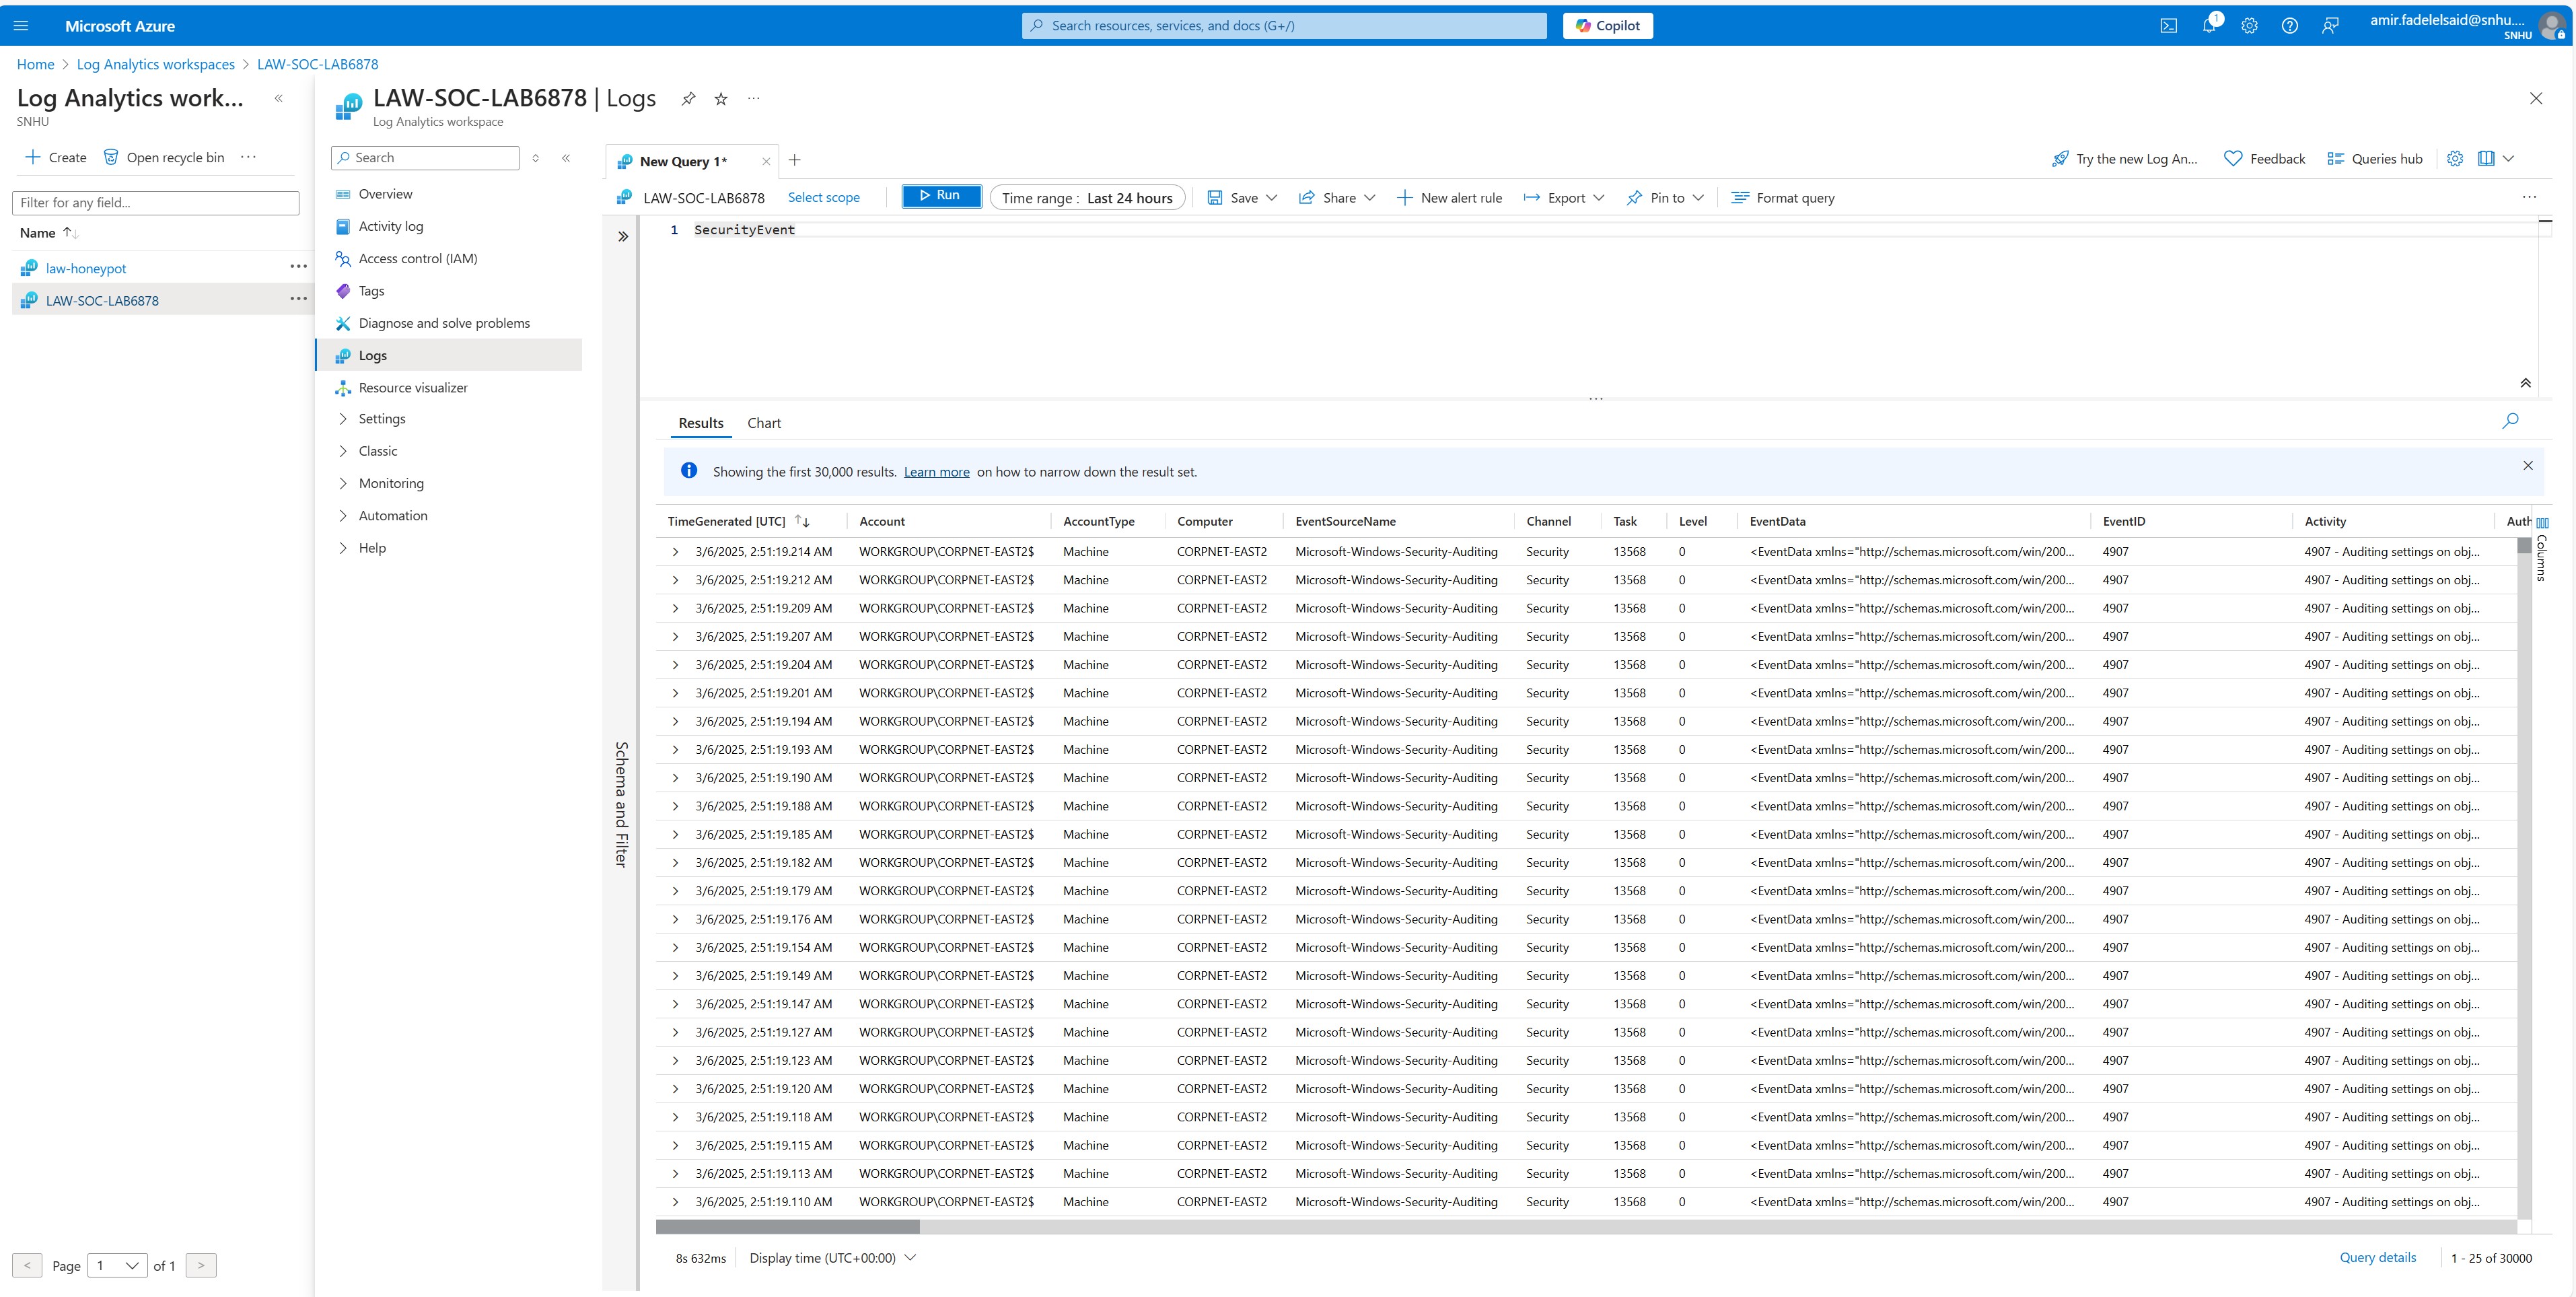 Microsoft Azure
Search resources, services, and docs (G+/)
Copilot
1
amir.fadelelsaid@snhu....
SNHU
Home > Log Analytics workspaces > LAW-SOC-LAB6878
Log Analytics work...
SNHU
Create
Open recycle bin
Filter for any field...
Name
law-honeypot
LAW-SOC-LAB6878
Page 1 of 1
LAW-SOC-LAB6878 | Logs
Log Analytics workspace
Search
Overview
Activity log
Access control (IAM)
Tags
Diagnose and solve problems
Logs
Resource visualizer
Settings
Classic
Monitoring
Automation
Help
New Query 1*
Try the new Log An...
Feedback
Queries hub
LAW-SOC-LAB6878 Select scope Run Time range : Last 24 hours Save Share New alert rule Export Pin to Format query
1 SecurityEvent
Schema and Filter
Results Chart
Showing the first 30,000 results. Learn more on how to narrow down the result set.
TimeGenerated [UTC] Account AccountType Computer EventSourceName Channel Task Level EventData EventID Activity Auth
Columns
3/6/2025, 2:51:19.214 AM WORKGROUP\CORPNET-EAST2$ Machine CORPNET-EAST2 Microsoft-Windows-Security-Auditing Security 13568 0 <EventData xmlns="http://schemas.microsoft.com/win/200... 4907 4907 - Auditing settings on obj...
3/6/2025, 2:51:19.212 AM WORKGROUP\CORPNET-EAST2$ Machine CORPNET-EAST2 Microsoft-Windows-Security-Auditing Security 13568 0 <EventData xmlns="http://schemas.microsoft.com/win/200... 4907 4907 - Auditing settings on obj...
3/6/2025, 2:51:19.209 AM WORKGROUP\CORPNET-EAST2$ Machine CORPNET-EAST2 Microsoft-Windows-Security-Auditing Security 13568 0 <EventData xmlns="http://schemas.microsoft.com/win/200... 4907 4907 - Auditing settings on obj...
3/6/2025, 2:51:19.207 AM WORKGROUP\CORPNET-EAST2$ Machine CORPNET-EAST2 Microsoft-Windows-Security-Auditing Security 13568 0 <EventData xmlns="http://schemas.microsoft.com/win/200... 4907 4907 - Auditing settings on obj...
3/6/2025, 2:51:19.204 AM WORKGROUP\CORPNET-EAST2$ Machine CORPNET-EAST2 Microsoft-Windows-Security-Auditing Security 13568 0 <EventData xmlns="http://schemas.microsoft.com/win/200... 4907 4907 - Auditing settings on obj...
3/6/2025, 2:51:19.201 AM WORKGROUP\CORPNET-EAST2$ Machine CORPNET-EAST2 Microsoft-Windows-Security-Auditing Security 13568 0 <EventData xmlns="http://schemas.microsoft.com/win/200... 4907 4907 - Auditing settings on obj...
3/6/2025, 2:51:19.194 AM WORKGROUP\CORPNET-EAST2$ Machine CORPNET-EAST2 Microsoft-Windows-Security-Auditing Security 13568 0 <EventData xmlns="http://schemas.microsoft.com/win/200... 4907 4907 - Auditing settings on obj...
3/6/2025, 2:51:19.193 AM WORKGROUP\CORPNET-EAST2$ Machine CORPNET-EAST2 Microsoft-Windows-Security-Auditing Security 13568 0 <EventData xmlns="http://schemas.microsoft.com/win/200... 4907 4907 - Auditing settings on obj...
3/6/2025, 2:51:19.190 AM WORKGROUP\CORPNET-EAST2$ Machine CORPNET-EAST2 Microsoft-Windows-Security-Auditing Security 13568 0 <EventData xmlns="http://schemas.microsoft.com/win/200... 4907 4907 - Auditing settings on obj...
3/6/2025, 2:51:19.188 AM WORKGROUP\CORPNET-EAST2$ Machine CORPNET-EAST2 Microsoft-Windows-Security-Auditing Security 13568 0 <EventData xmlns="http://schemas.microsoft.com/win/200... 4907 4907 - Auditing settings on obj...
3/6/2025, 2:51:19.185 AM WORKGROUP\CORPNET-EAST2$ Machine CORPNET-EAST2 Microsoft-Windows-Security-Auditing Security 13568 0 <EventData xmlns="http://schemas.microsoft.com/win/200... 4907 4907 - Auditing settings on obj...
3/6/2025, 2:51:19.182 AM WORKGROUP\CORPNET-EAST2$ Machine CORPNET-EAST2 Microsoft-Windows-Security-Auditing Security 13568 0 <EventData xmlns="http://schemas.microsoft.com/win/200... 4907 4907 - Auditing settings on obj...
3/6/2025, 2:51:19.179 AM WORKGROUP\CORPNET-EAST2$ Machine CORPNET-EAST2 Microsoft-Windows-Security-Auditing Security 13568 0 <EventData xmlns="http://schemas.microsoft.com/win/200... 4907 4907 - Auditing settings on obj...
3/6/2025, 2:51:19.176 AM WORKGROUP\CORPNET-EAST2$ Machine CORPNET-EAST2 Microsoft-Windows-Security-Auditing Security 13568 0 <EventData xmlns="http://schemas.microsoft.com/win/200... 4907 4907 - Auditing settings on obj...
3/6/2025, 2:51:19.154 AM WORKGROUP\CORPNET-EAST2$ Machine CORPNET-EAST2 Microsoft-Windows-Security-Auditing Security 13568 0 <EventData xmlns="http://schemas.microsoft.com/win/200... 4907 4907 - Auditing settings on obj...
3/6/2025, 2:51:19.149 AM WORKGROUP\CORPNET-EAST2$ Machine CORPNET-EAST2 Microsoft-Windows-Security-Auditing Security 13568 0 <EventData xmlns="http://schemas.microsoft.com/win/200... 4907 4907 - Auditing settings on obj...
3/6/2025, 2:51:19.147 AM WORKGROUP\CORPNET-EAST2$ Machine CORPNET-EAST2 Microsoft-Windows-Security-Auditing Security 13568 0 <EventData xmlns="http://schemas.microsoft.com/win/200... 4907 4907 - Auditing settings on obj...
3/6/2025, 2:51:19.127 AM WORKGROUP\CORPNET-EAST2$ Machine CORPNET-EAST2 Microsoft-Windows-Security-Auditing Security 13568 0 <EventData xmlns="http://schemas.microsoft.com/win/200... 4907 4907 - Auditing settings on obj...
3/6/2025, 2:51:19.123 AM WORKGROUP\CORPNET-EAST2$ Machine CORPNET-EAST2 Microsoft-Windows-Security-Auditing Security 13568 0 <EventData xmlns="http://schemas.microsoft.com/win/200... 4907 4907 - Auditing settings on obj...
3/6/2025, 2:51:19.120 AM WORKGROUP\CORPNET-EAST2$ Machine CORPNET-EAST2 Microsoft-Windows-Security-Auditing Security 13568 0 <EventData xmlns="http://schemas.microsoft.com/win/200... 4907 4907 - Auditing settings on obj...
3/6/2025, 2:51:19.118 AM WORKGROUP\CORPNET-EAST2$ Machine CORPNET-EAST2 Microsoft-Windows-Security-Auditing Security 13568 0 <EventData xmlns="http://schemas.microsoft.com/win/200... 4907 4907 - Auditing settings on obj...
3/6/2025, 2:51:19.115 AM WORKGROUP\CORPNET-EAST2$ Machine CORPNET-EAST2 Microsoft-Windows-Security-Auditing Security 13568 0 <EventData xmlns="http://schemas.microsoft.com/win/200... 4907 4907 - Auditing settings on obj...
3/6/2025, 2:51:19.113 AM WORKGROUP\CORPNET-EAST2$ Machine CORPNET-EAST2 Microsoft-Windows-Security-Auditing Security 13568 0 <EventData xmlns="http://schemas.microsoft.com/win/200... 4907 4907 - Auditing settings on obj...
3/6/2025, 2:51:19.110 AM WORKGROUP\CORPNET-EAST2$ Machine CORPNET-EAST2 Microsoft-Windows-Security-Auditing Security 13568 0 <EventData xmlns="http://schemas.microsoft.com/win/200... 4907 4907 - Auditing settings on obj...
8s 632ms Display time (UTC+00:00) Query details 1 - 25 of 30000